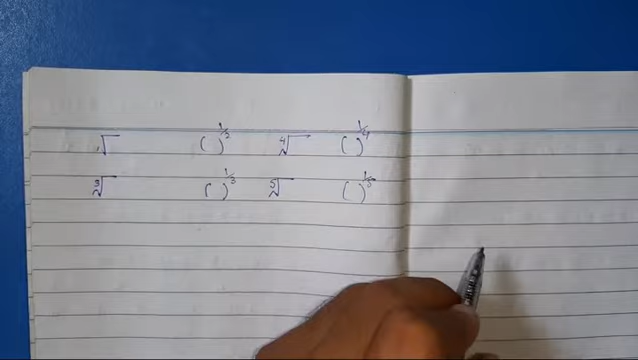 √ ( )^1/2 ∜ ( )^1/4
∛ ( )^1/3 ⁵√ ( )^1/5